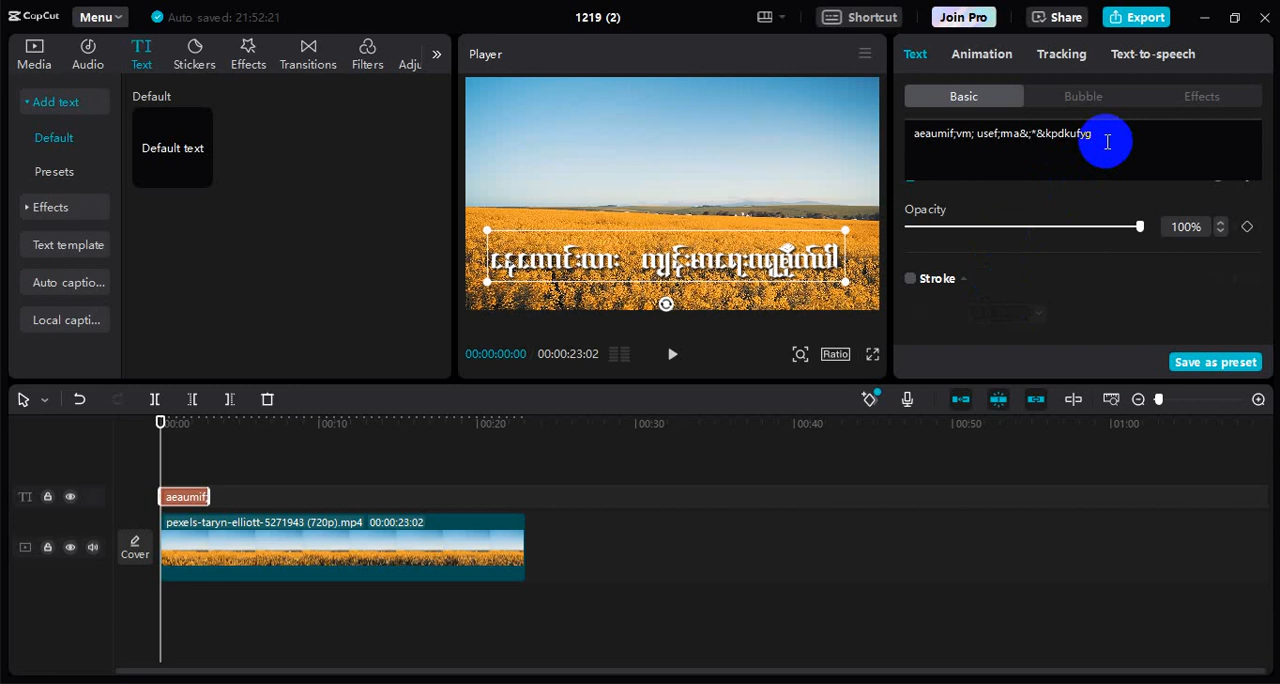 CapCut
Menu
Auto saved: 21:52:21
1219 (2)
Shortcut
Join Pro
Share
Export
Media
Audio
Text
Stickers
Effects
Transitions
Filters
Adju
Player
Text
Animation
Tracking
Text-to-speech
Add text
Default
Presets
Effects
Text template
Auto captio...
Local capti...
Default
Default text
နေကောင်းလား
00:00:00:00
00:00:23:02
Ratio
Basic
Bubble
Effects
aeaumif;vm; usef;rma&;*&kpdkufyg
Opacity
100%
Stroke
Save as preset
00:00
00:10
00:20
00:30
00:40
00:50
01:00
aeaumif;
Cover
pexels-taryn-elliott-5271943 (720p).mp4 00:00:23:02